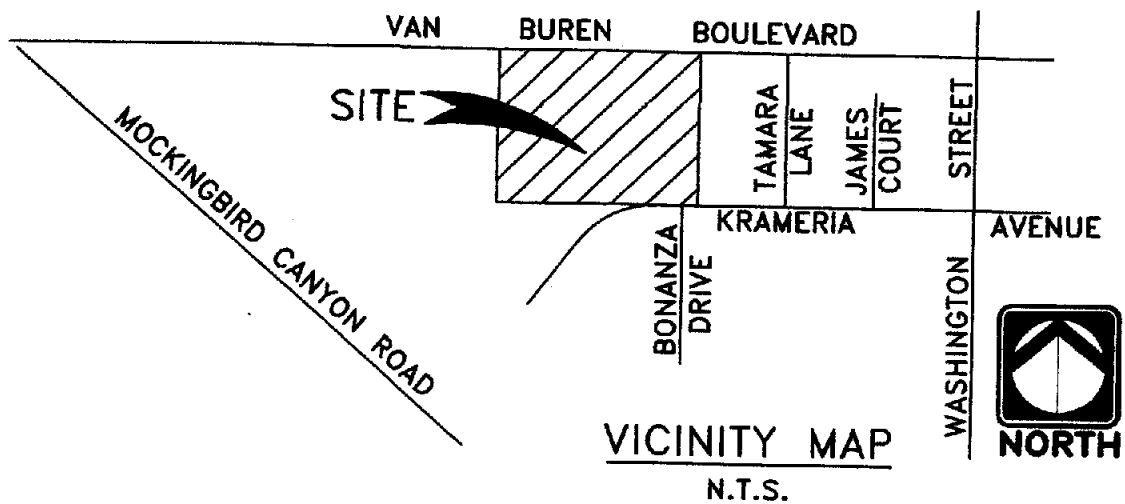 VAN BUREN BOULEVARD
SITE
MOCKINGBIRD CANYON ROAD
TAMARA
LANE
JAMES
COURT
WASHINGTON STREET
KRAMERIA AVENUE
BONANZA
DRIVE
NORTH
VICINITY MAP
N.T.S.